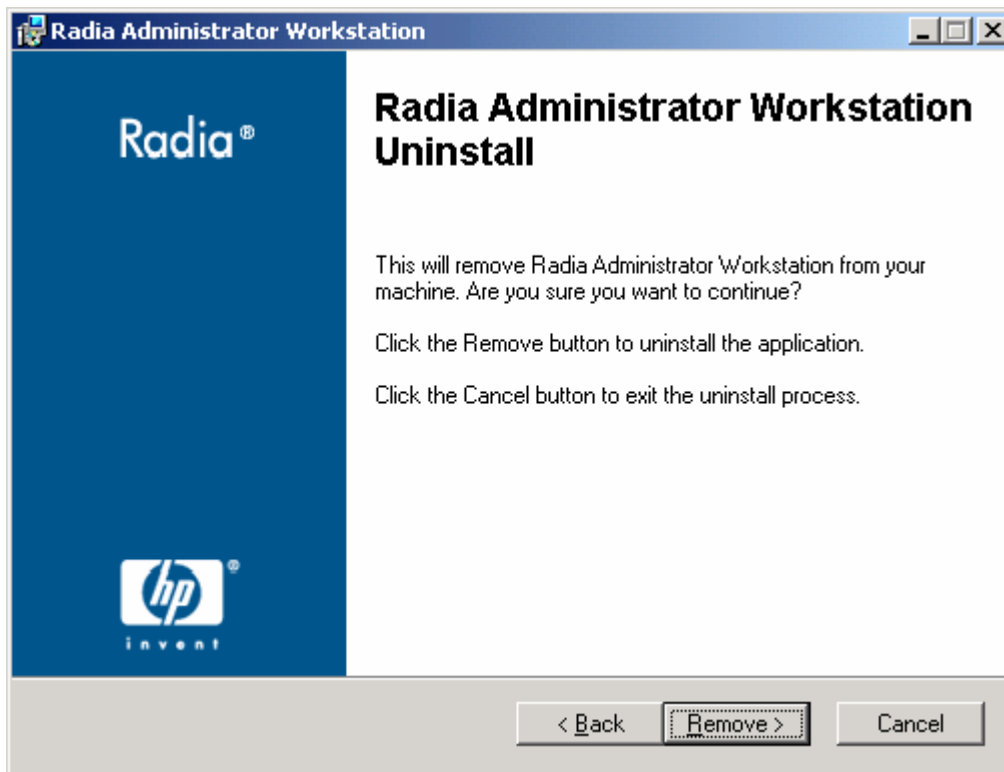 Radia Administrator Workstation
Radia®
Radia Administrator Workstation
Uninstall
This will remove Radia Administrator Workstation from your
machine. Are you sure you want to continue?
Click the Remove button to uninstall the application.
Click the Cancel button to exit the uninstall process.
hp®
invent
< Back
Remove >
Cancel